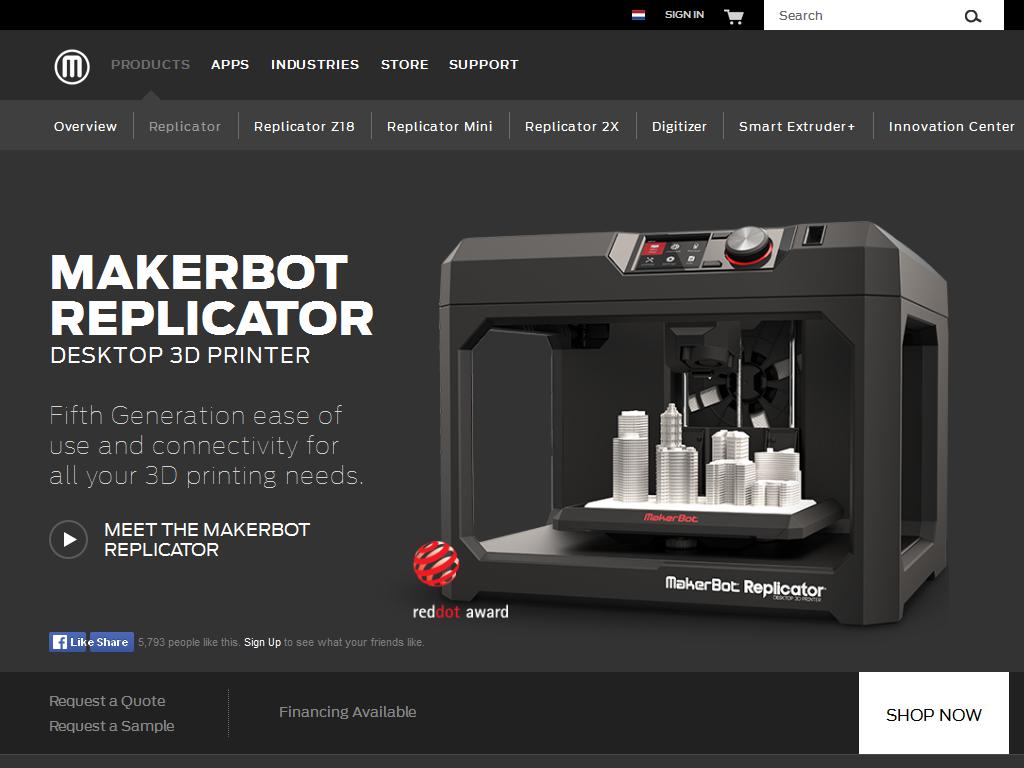 SIGN IN
Search
PRODUCTS
APPS
INDUSTRIES
STORE
SUPPORT
Overview
Replicator
Replicator Z18
Replicator Mini
Replicator 2X
Digitizer
Smart Extruder+
Innovation Center
MAKERBOT
REPLICATOR
DESKTOP 3D PRINTER
Fifth Generation ease of
use and connectivity for
all your 3D printing needs.
MEET THE MAKERBOT
REPLICATOR
MakerBot
MakerBot Replicator
DESKTOP 3D PRINTER
reddot award
Like Share 5,793 people like this. Sign Up to see what your friends like.
Request a Quote
Request a Sample
Financing Available
SHOP NOW